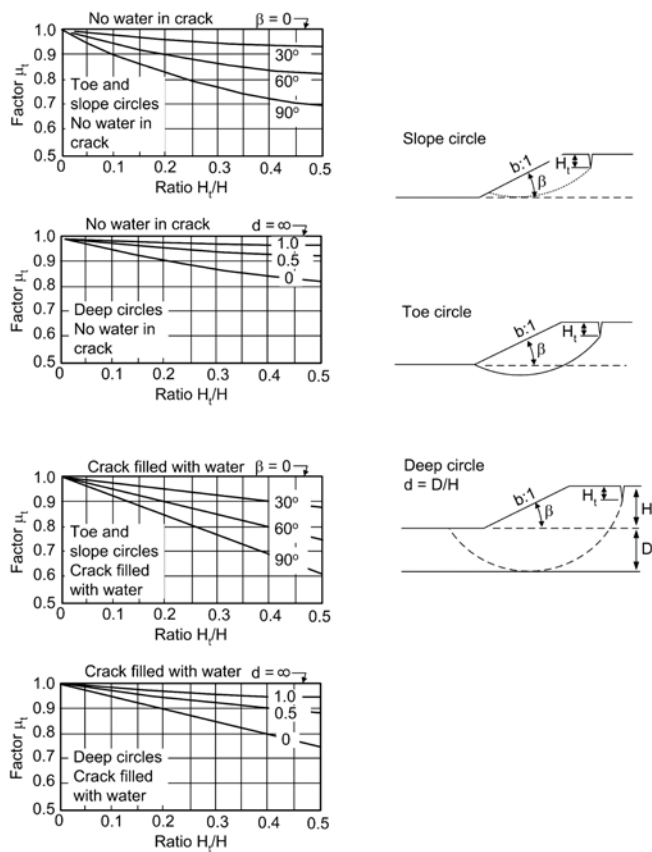 No water in crack β = 0
1.0
0.9
0.8
0.7
0.6
0.5
Factor μt
30º
60º
90º
Toe and
slope circles
No water in
crack
0 0.1 0.2 0.3 0.4 0.5
Ratio Ht/H
No water in crack d = ∞
1.0
0.9
0.8
0.7
0.6
0.5
Factor μt
1.0
0.5
0
Deep circles
No water in
crack
0 0.1 0.2 0.3 0.4 0.5
Ratio Ht/H
Crack filled with water β = 0
1.0
0.9
0.8
0.7
0.6
0.5
Factor μt
30º
60º
90º
Toe and
slope circles
Crack filled
with water
0 0.1 0.2 0.3 0.4 0.5
Ratio Ht/H
Crack filled with water d = ∞
1.0
0.9
0.8
0.7
0.6
0.5
Factor μt
1.0
0.5
0
Deep circles
Crack filled
with water
0 0.1 0.2 0.3 0.4 0.5
Ratio Ht/H
Slope circle
b:1
Ht
β
Toe circle
b:1
Ht
β
Deep circle
d = D/H
b:1
Ht
H
β
D